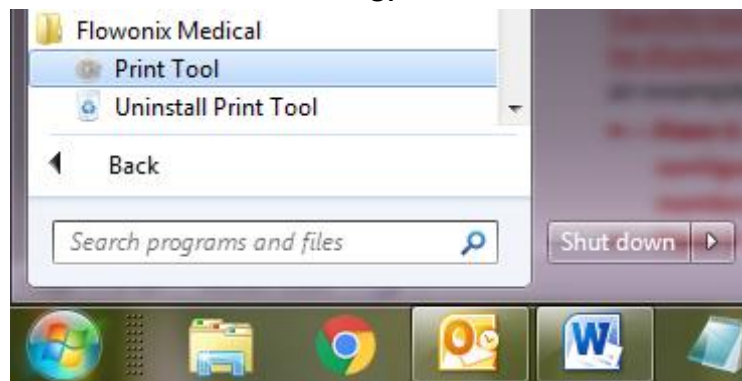 Flowonix Medical
Print Tool
Uninstall Print Tool
Back
Search programs and files
Shut down